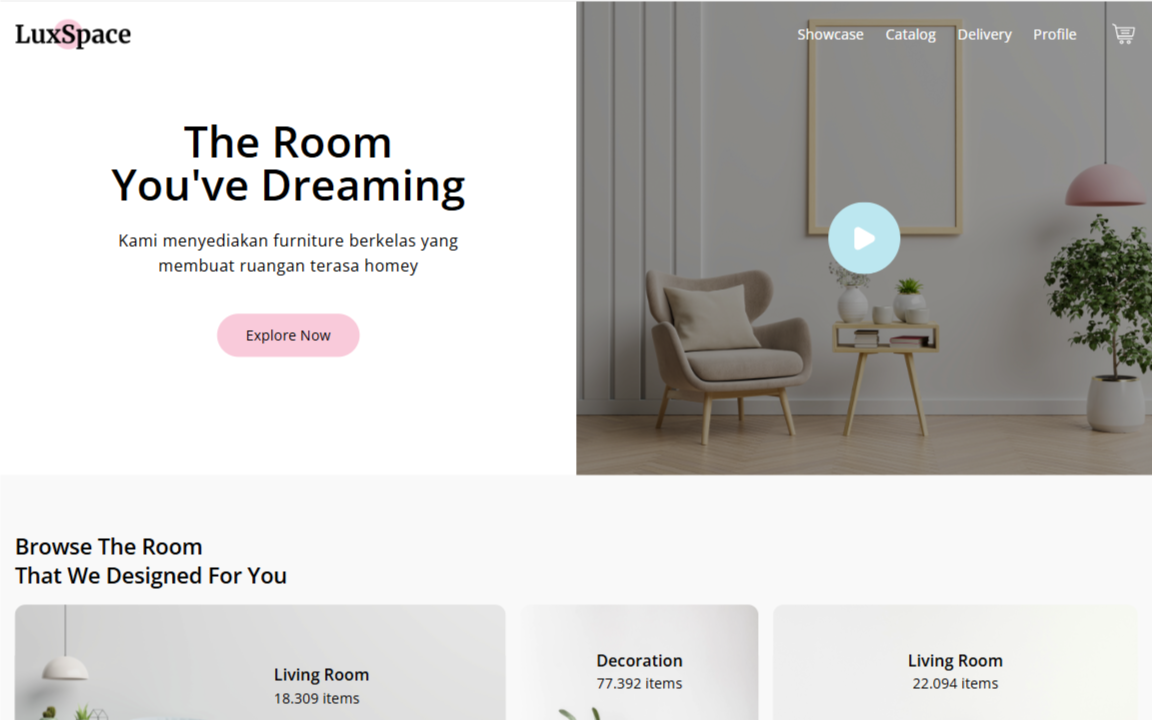 LuxSpace
Showcase Catalog Delivery Profile
The Room
You've Dreaming
Kami menyediakan furniture berkelas yang
membuat ruangan terasa homey
Explore Now
Browse The Room
That We Designed For You
Living Room
18.309 items
Decoration
77.392 items
Living Room
22.094 items